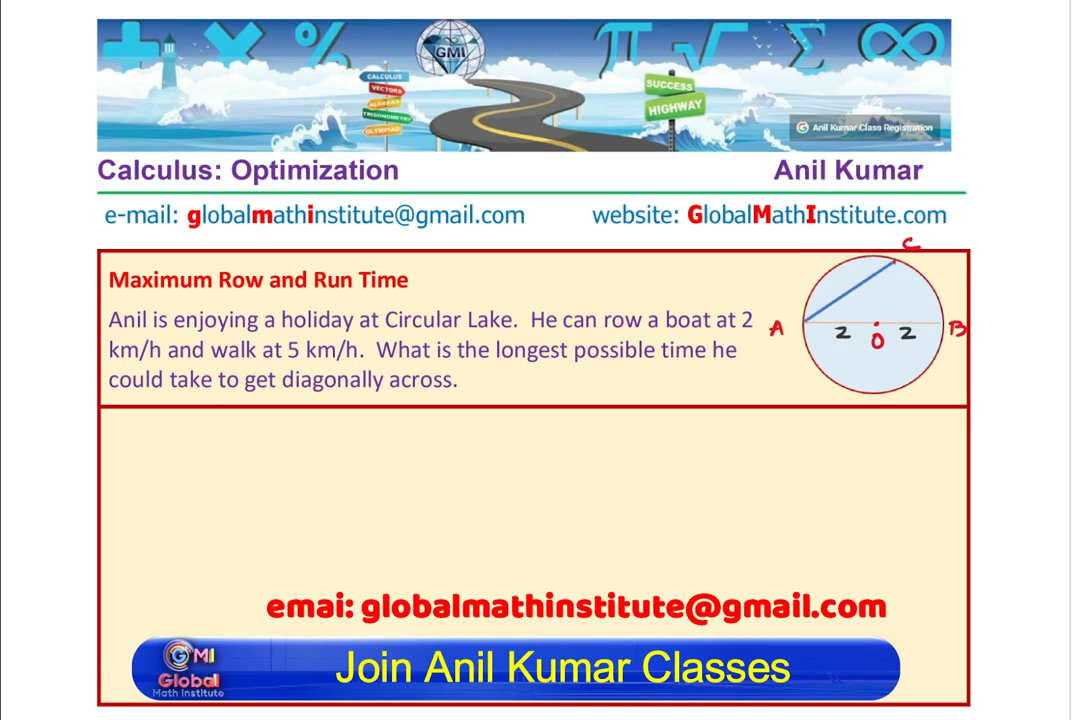 GMI
CALCULUS
VECTORS
ALGEBRA
TRIGONOMETRY
OLYMPIAD
SUCCESS
HIGHWAY
G Anil Kumar Class Registration
Calculus: Optimization Anil Kumar
e-mail: globalmathinstitute@gmail.com website: GlobalMathInstitute.com
Maximum Row and Run Time
Anil is enjoying a holiday at Circular Lake. He can row a boat at 2
km/h and walk at 5 km/h. What is the longest possible time he
could take to get diagonally across.
C
A 2 O 2 B
emai: globalmathinstitute@gmail.com
GMI
Global
Math Institute
Join Anil Kumar Classes